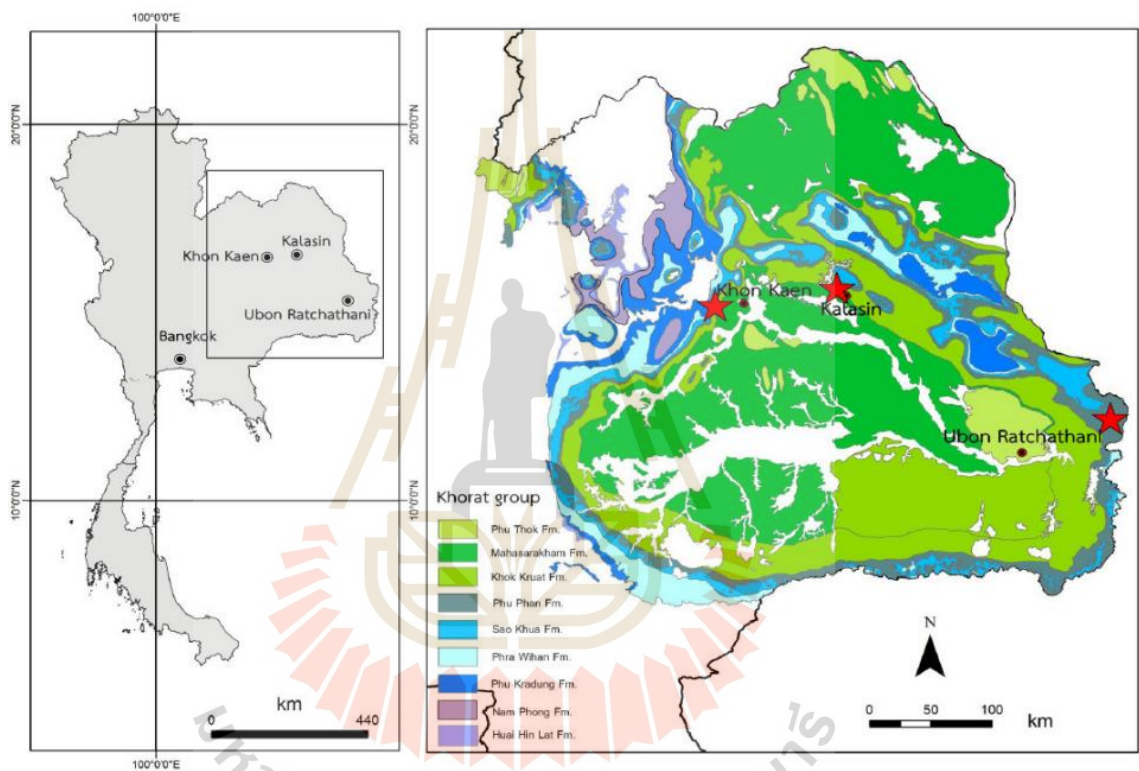 100°0'0"E
20°0'0"N
20°0'0"N
Kalasin
Khon Kaen
Ubon Ratchathani
Bangkok
10°0'0"N
10°0'0"N
km
0 440
100°0'0"E
Khon Kaen
Kalasin
Ubon Ratchathani
Khorat group
Phu Thok Fm.
Mahasarakham Fm.
Khok Kruat Fm.
Phu Phan Fm.
Sao Khua Fm.
Phra Wihan Fm.
Phu Kradung Fm.
Nam Phong Fm.
Huai Hin Lat Fm.
N
0 50 100
km